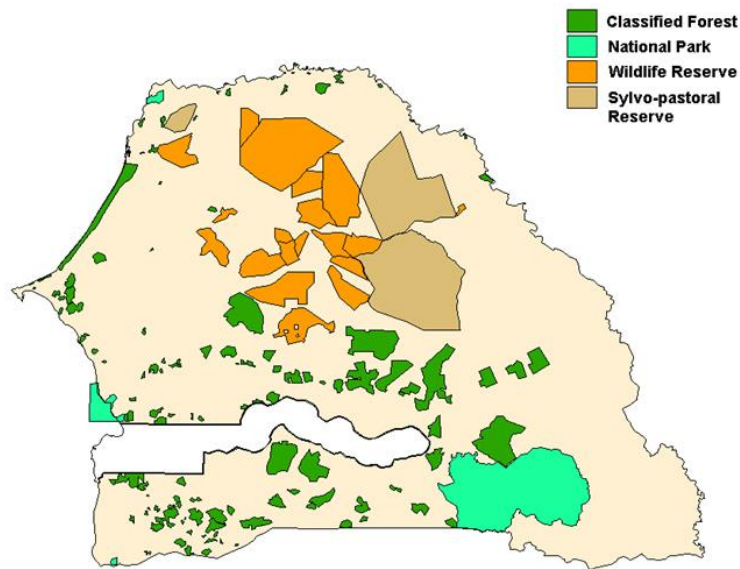 Classified Forest
National Park
Wildlife Reserve
Sylvo-pastoral
Reserve